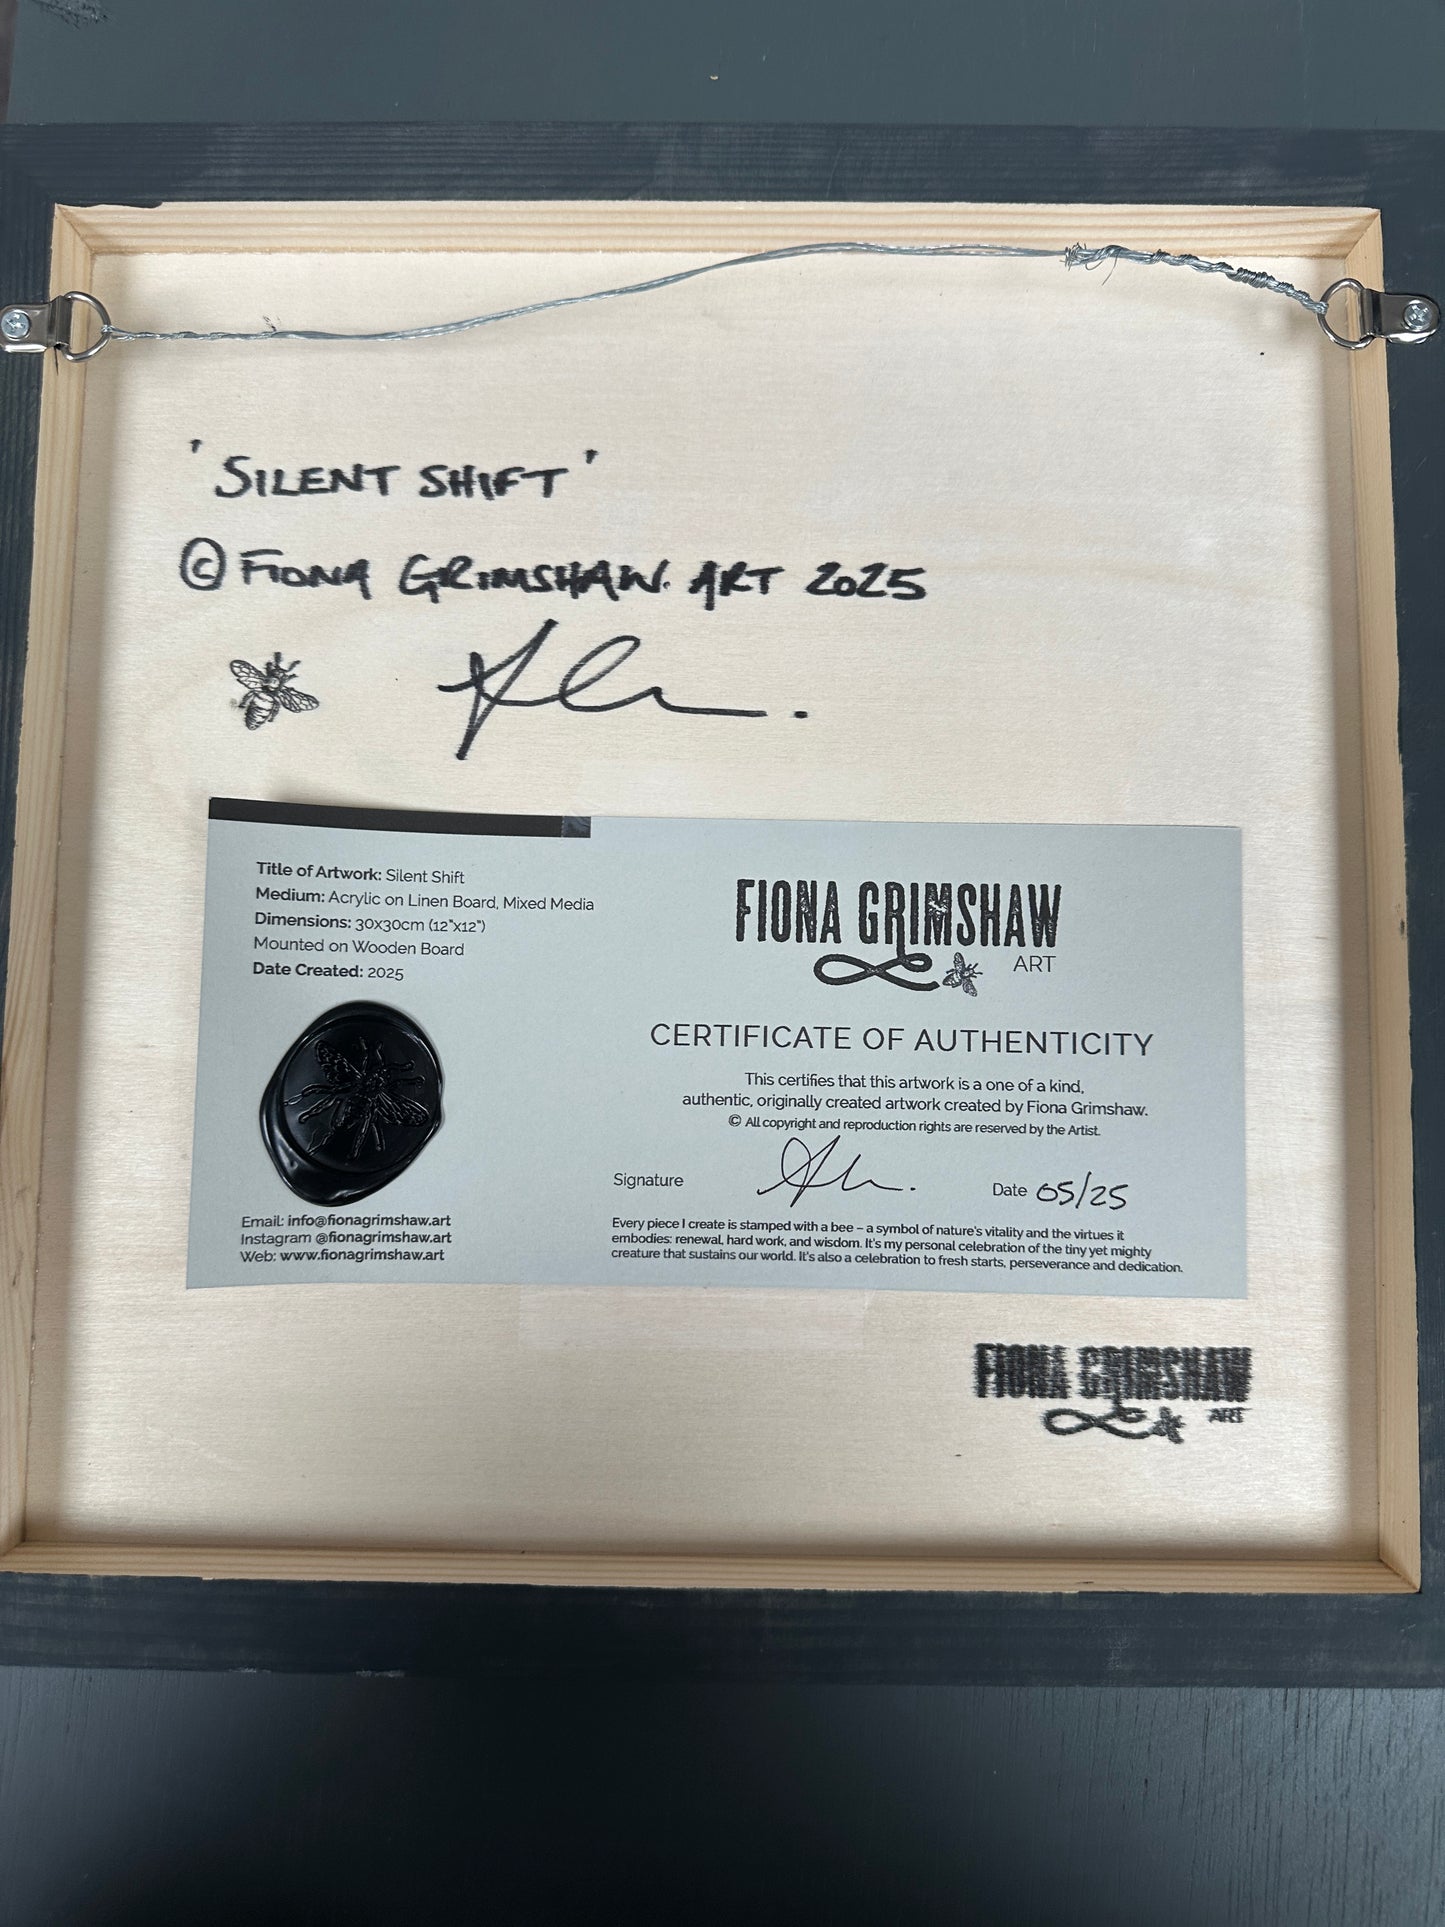 'SILENT SHIFT'
© FIONA GRIMSHAW. ART 2025
Title of Artwork: Silent Shift
Medium: Acrylic on Linen Board, Mixed Media
Dimensions: 30x30cm (12"x12")
Mounted on Wooden Board
Date Created: 2025
Email: info@fionagrimshaw.art
Instagram @fionagrimshaw.art
Web: www.fionagrimshaw.art
FIONA GRIMSHAW
ART
CERTIFICATE OF AUTHENTICITY
This certifies that this artwork is a one of a kind,
authentic, originally created artwork created by Fiona Grimshaw.
© All copyright and reproduction rights are reserved by the Artist.
Signature
Date 05/25
Every piece I create is stamped with a bee – a symbol of nature's vitality and the virtues it
embodies: renewal, hard work, and wisdom. It's my personal celebration of the tiny yet mighty
creature that sustains our world. It's also a celebration to fresh starts, perseverance and dedication.
FIONA GRIMSHAW
ART